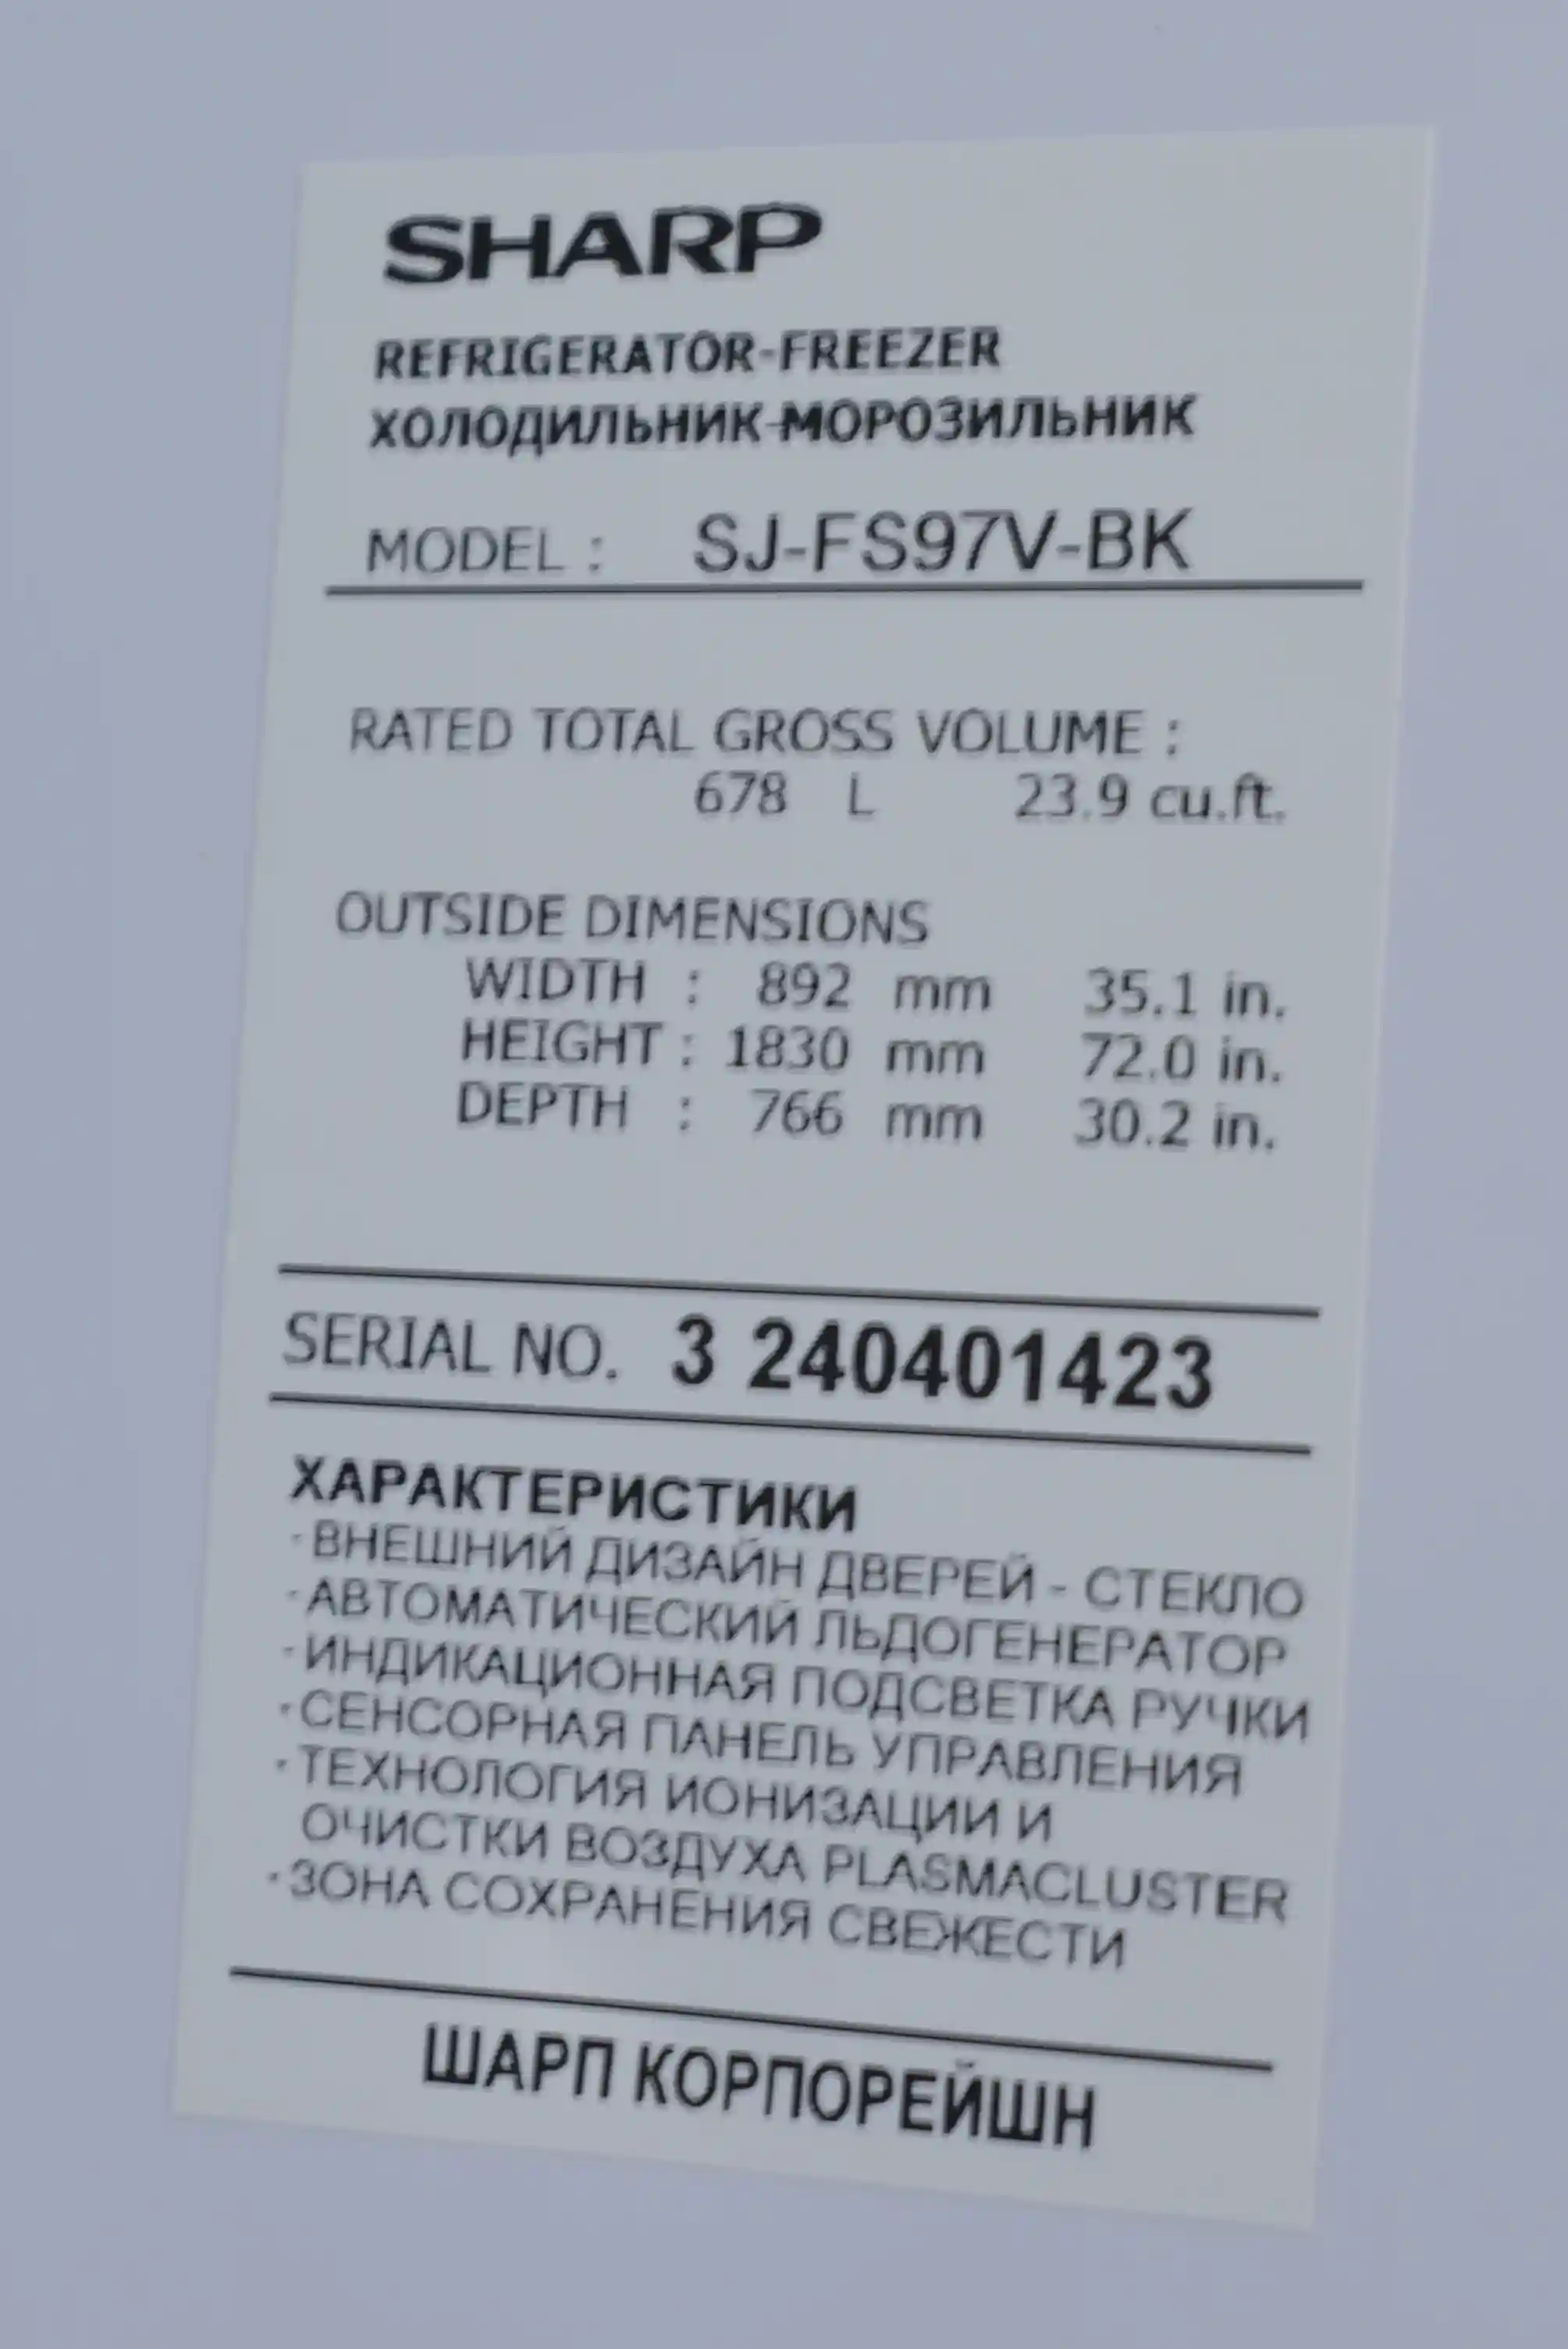 SHARP
REFRIGERATOR-FREEZER
ХОЛОДИЛЬНИК-МОРОЗИЛЬНИК
MODEL : SJ-FS97V-BK
RATED TOTAL GROSS VOLUME :
678 L 23.9 cu.ft.
OUTSIDE DIMENSIONS
WIDTH : 892 mm 35.1 in.
HEIGHT : 1830 mm 72.0 in.
DEPTH : 766 mm 30.2 in.
SERIAL NO. 3 240401423
ХАРАКТЕРИСТИКИ
·ВНЕШНИЙ ДИЗАЙН ДВЕРЕЙ - СТЕКЛО
·АВТОМАТИЧЕСКИЙ ЛЬДОГЕНЕРАТОР
·ИНДИКАЦИОННАЯ ПОДСВЕТКА РУЧКИ
·СЕНСОРНАЯ ПАНЕЛЬ УПРАВЛЕНИЯ
·ТЕХНОЛОГИЯ ИОНИЗАЦИИ И
ОЧИСТКИ ВОЗДУХА PLASMACLUSTER
·ЗОНА СОХРАНЕНИЯ СВЕЖЕСТИ
ШАРП КОРПОРЕЙШН